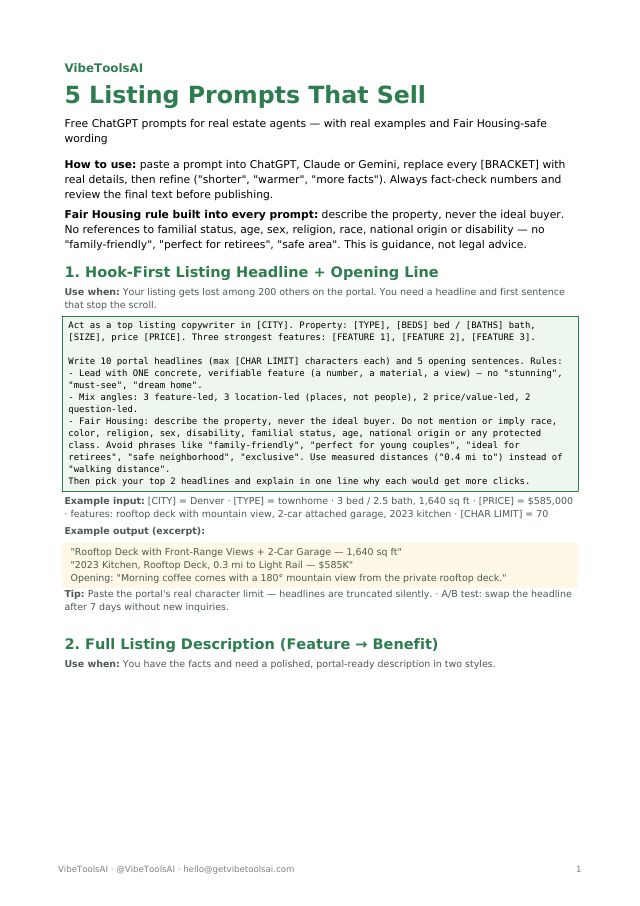 VibeToolsAI
5 Listing Prompts That Sell
Free ChatGPT prompts for real estate agents — with real examples and Fair Housing-safe
wording
How to use: paste a prompt into ChatGPT, Claude or Gemini, replace every [BRACKET] with
real details, then refine ("shorter", "warmer", "more facts"). Always fact-check numbers and
review the final text before publishing.
Fair Housing rule built into every prompt: describe the property, never the ideal buyer.
No references to familial status, age, sex, religion, race, national origin or disability — no
"family-friendly", "perfect for retirees", "safe area". This is guidance, not legal advice.
1. Hook-First Listing Headline + Opening Line
Use when: Your listing gets lost among 200 others on the portal. You need a headline and first sentence
that stop the scroll.
Act as a top listing copywriter in [CITY]. Property: [TYPE], [BEDS] bed / [BATHS] bath,
[SIZE], price [PRICE]. Three strongest features: [FEATURE 1], [FEATURE 2], [FEATURE 3].
Write 10 portal headlines (max [CHAR LIMIT] characters each) and 5 opening sentences. Rules:
- Lead with ONE concrete, verifiable feature (a number, a material, a view) — no "stunning",
"must-see", "dream home".
- Mix angles: 3 feature-led, 3 location-led (places, not people), 2 price/value-led, 2
question-led.
- Fair Housing: describe the property, never the ideal buyer. Do not mention or imply race,
color, religion, sex, disability, familial status, age, national origin or any protected
class. Avoid phrases like "family-friendly", "perfect for young couples", "ideal for
retirees", "safe neighborhood", "exclusive". Use measured distances ("0.4 mi to") instead of
"walking distance".
Then pick your top 2 headlines and explain in one line why each would get more clicks.
Example input: [CITY] = Denver · [TYPE] = townhome · 3 bed / 2.5 bath, 1,640 sq ft · [PRICE] = $585,000
· features: rooftop deck with mountain view, 2-car attached garage, 2023 kitchen · [CHAR LIMIT] = 70
Example output (excerpt):
"Rooftop Deck with Front-Range Views + 2-Car Garage — 1,640 sq ft"
"2023 Kitchen, Rooftop Deck, 0.3 mi to Light Rail — $585K"
Opening: "Morning coffee comes with a 180° mountain view from the private rooftop deck."
Tip: Paste the portal's real character limit — headlines are truncated silently. · A/B test: swap the headline
after 7 days without new inquiries.
2. Full Listing Description (Feature → Benefit)
Use when: You have the facts and need a polished, portal-ready description in two styles.
VibeToolsAI · @VibeToolsAI · hello@getvibetoolsai.com
1